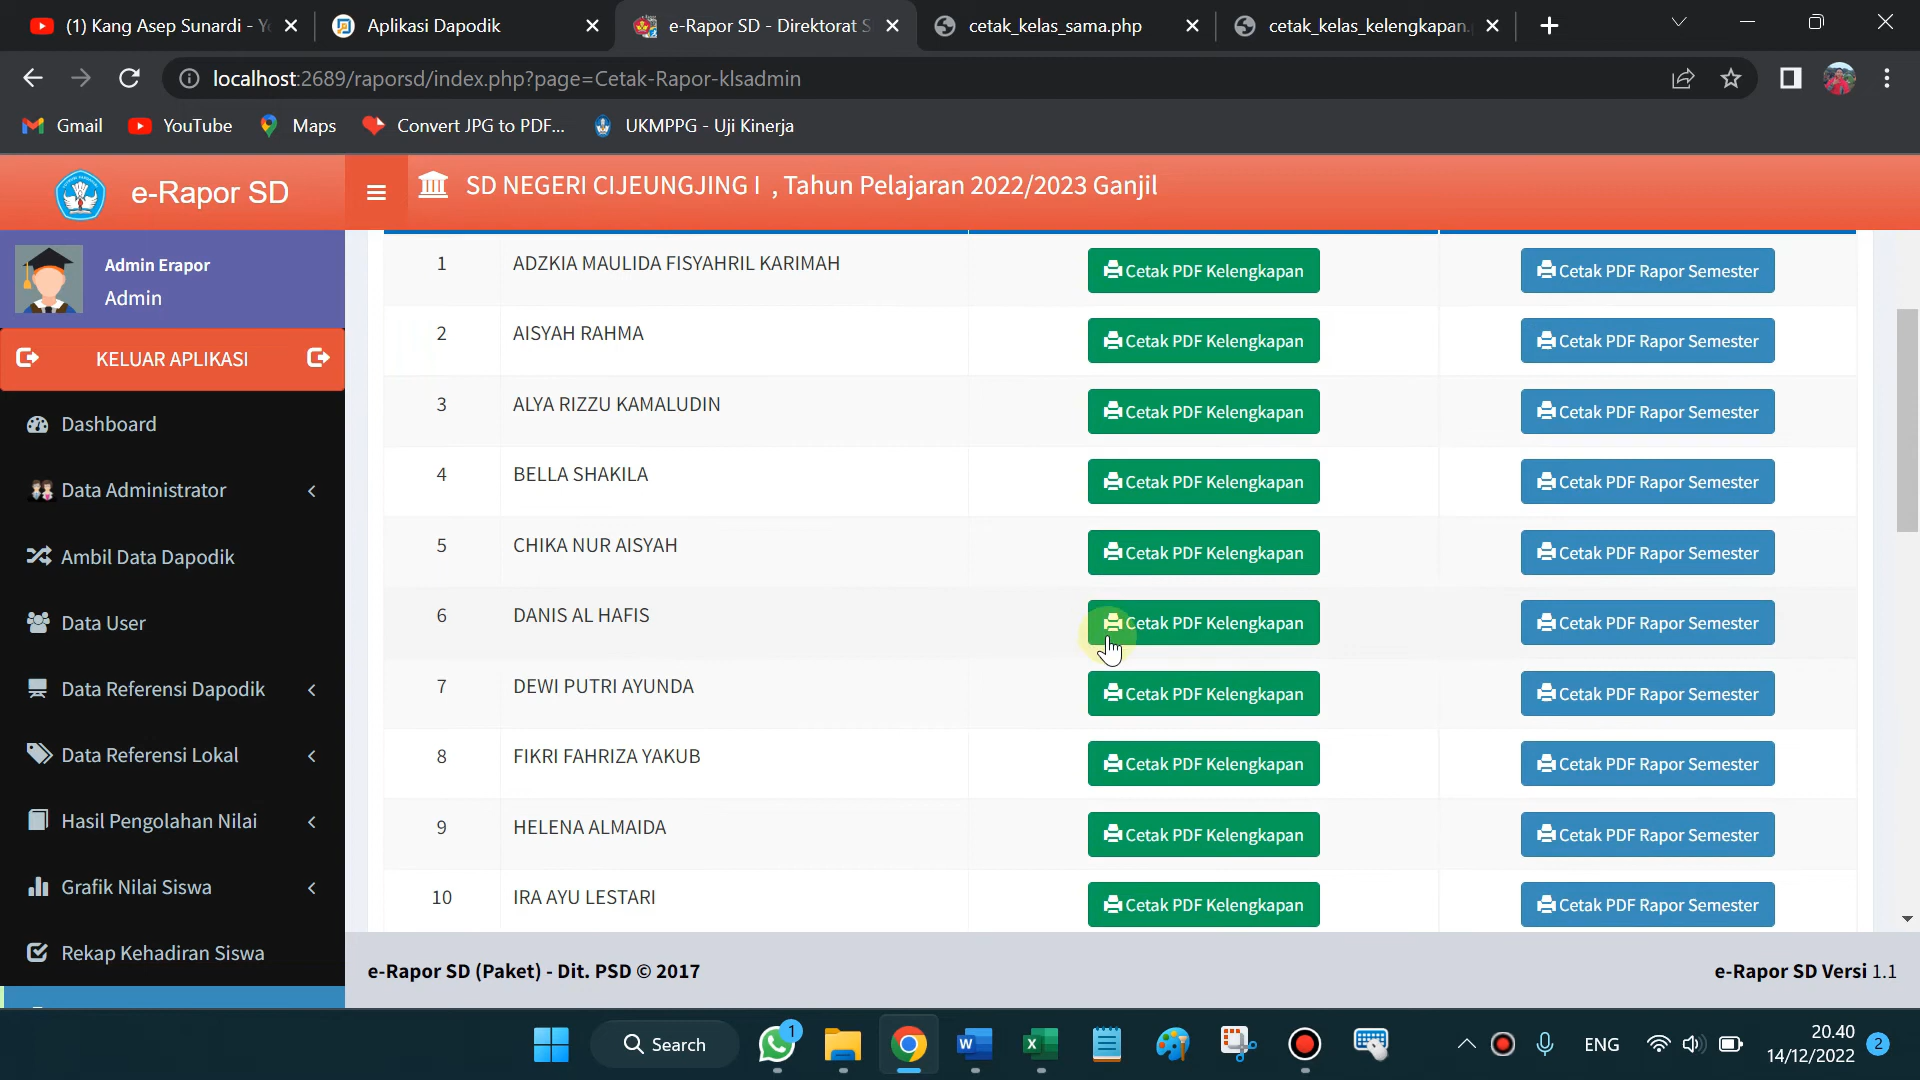 (1) Kang Asep Sunardi - Y
Aplikasi Dapodik
e-Rapor SD - Direktorat S
cetak_kelas_sama.php
cetak_kelas_kelengkapan.
localhost:2689/raporsd/index.php?page=Cetak-Rapor-klsadmin
Gmail
YouTube
Maps
Convert JPG to PDF...
UKMPPG - Uji Kinerja
e-Rapor SD
SD NEGERI CIJEUNGJING I , Tahun Pelajaran 2022/2023 Ganjil
Admin Erapor
Admin
KELUAR APLIKASI
Dashboard
Data Administrator
Ambil Data Dapodik
Data User
Data Referensi Dapodik
Data Referensi Lokal
Hasil Pengolahan Nilai
Grafik Nilai Siswa
Rekap Kehadiran Siswa
1 ADZKIA MAULIDA FISYAHRIL KARIMAH Cetak PDF Kelengkapan Cetak PDF Rapor Semester
2 AISYAH RAHMA Cetak PDF Kelengkapan Cetak PDF Rapor Semester
3 ALYA RIZZU KAMALUDIN Cetak PDF Kelengkapan Cetak PDF Rapor Semester
4 BELLA SHAKILA Cetak PDF Kelengkapan Cetak PDF Rapor Semester
5 CHIKA NUR AISYAH Cetak PDF Kelengkapan Cetak PDF Rapor Semester
6 DANIS AL HAFIS Cetak PDF Kelengkapan Cetak PDF Rapor Semester
7 DEWI PUTRI AYUNDA Cetak PDF Kelengkapan Cetak PDF Rapor Semester
8 FIKRI FAHRIZA YAKUB Cetak PDF Kelengkapan Cetak PDF Rapor Semester
9 HELENA ALMAIDA Cetak PDF Kelengkapan Cetak PDF Rapor Semester
10 IRA AYU LESTARI Cetak PDF Kelengkapan Cetak PDF Rapor Semester
e-Rapor SD (Paket) - Dit. PSD © 2017
e-Rapor SD Versi 1.1
Search
1
W
X
ENG
20.40
14/12/2022
2